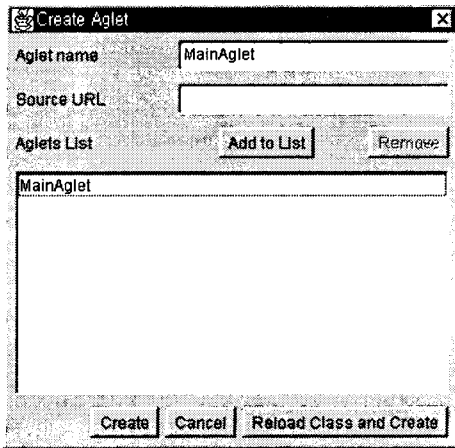 Create Aglet
Aglet name MainAglet
Source URL
Aglets List Add to List Remove
MainAglet
Create Cancel Reload Class and Create